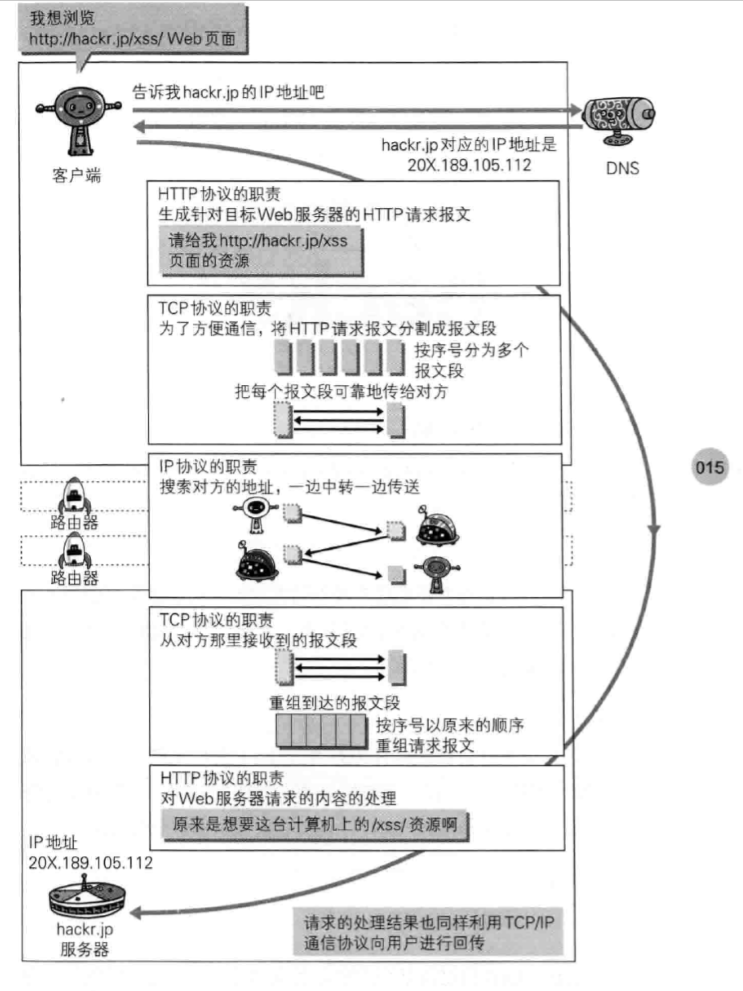 我想浏览
http://hackr.jp/xss/ Web页面
告诉我hackr.jp的IP地址吧
hackr.jp对应的IP地址是
20X.189.105.112
客户端
DNS
HTTP协议的职责
生成针对目标Web服务器的HTTP请求报文
请给我http://hackr.jp/xss
页面的资源
TCP协议的职责
为了方便通信，将HTTP请求报文分割成报文段
按序号分为多个
报文段
把每个报文段可靠地传给对方
IP协议的职责
搜索对方的地址，一边中转一边传送
015
路由器
路由器
TCP协议的职责
从对方那里接收到的报文段
重组到达的报文段
按序号以原来的顺序
重组请求报文
HTTP协议的职责
对Web服务器请求的内容的处理
原来是想要这台计算机上的/xss/资源啊
IP地址
20X.189.105.112
hackr.jp
服务器
请求的处理结果也同样利用TCP/IP
通信协议向用户进行回传